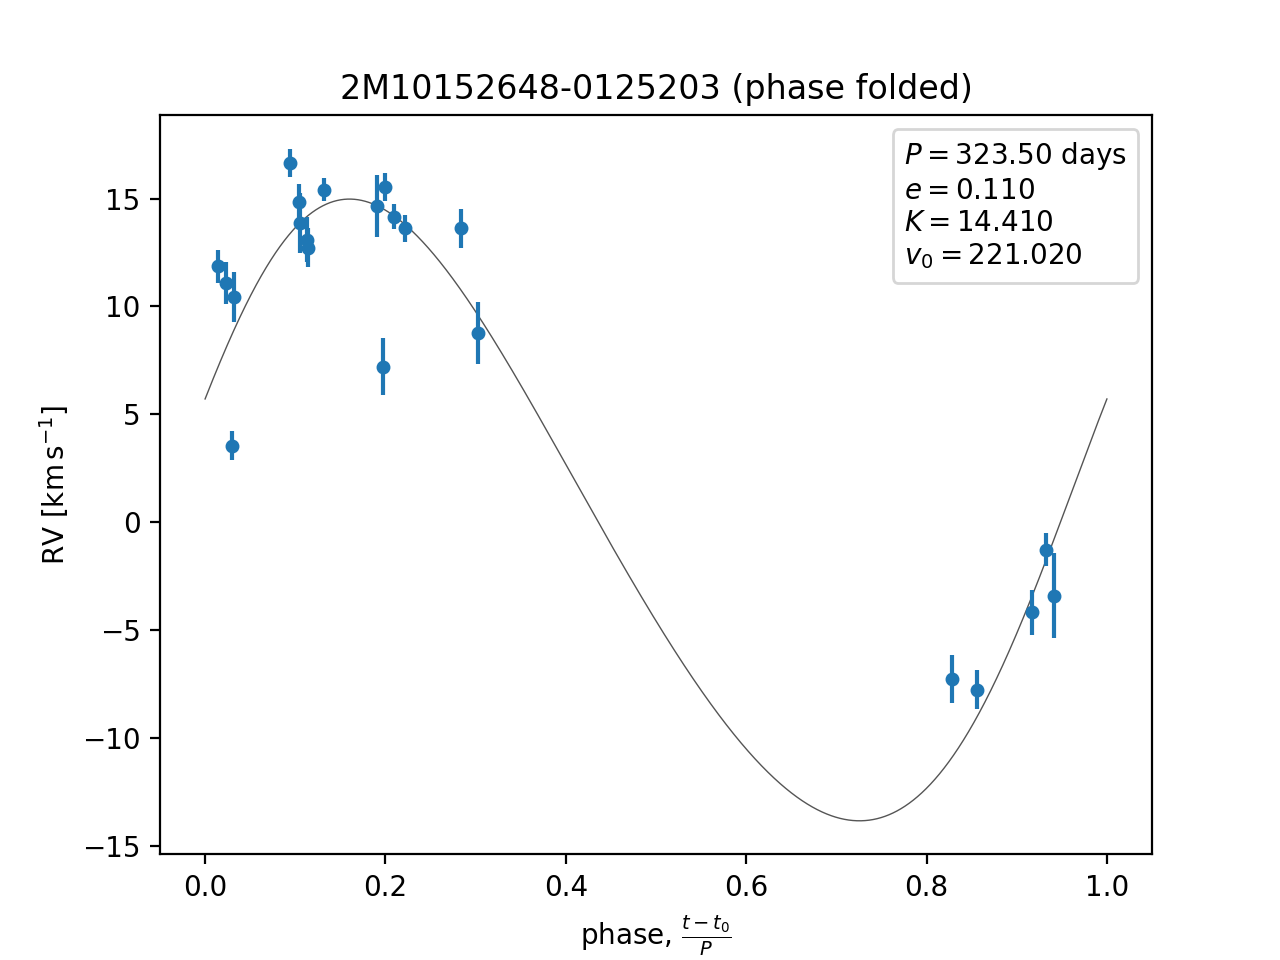 2M10152648-0125203 (phase folded)
P = 323.50 days
e = 0.110
K = 14.410
v₀ = 221.020
RV [km s⁻¹]
15
10
5
0
−5
−10
−15
0.0 0.2 0.4 0.6 0.8 1.0
phase, (t − t₀)/P